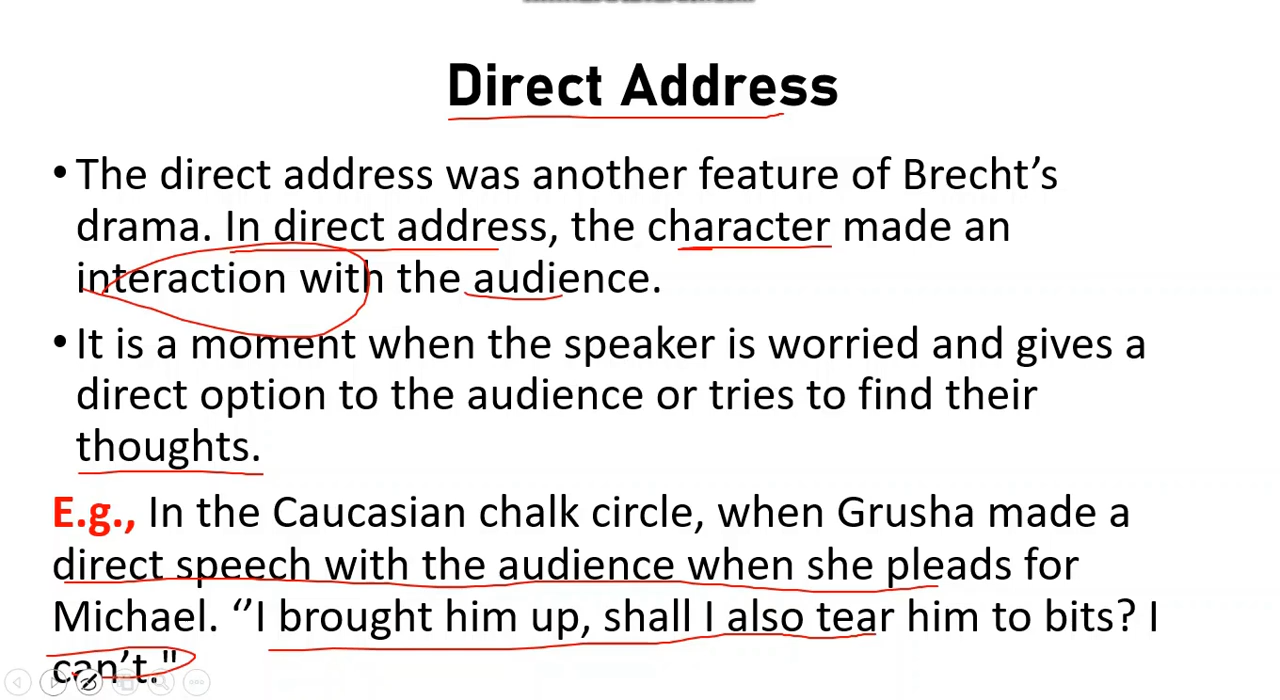 Direct Address
• The direct address was another feature of Brecht’s
drama. In direct address, the character made an
interaction with the audience.
• It is a moment when the speaker is worried and gives a
direct option to the audience or tries to find their
thoughts.
E.g., In the Caucasian chalk circle, when Grusha made a
direct speech with the audience when she pleads for
Michael. ‘’I brought him up, shall I also tear him to bits? I
can’t."